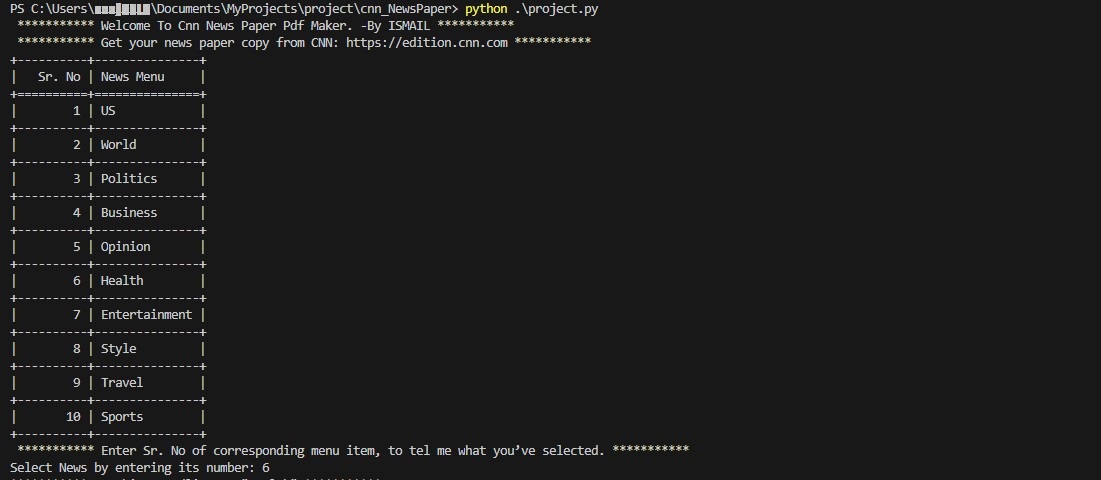 PS C:\Users\ \Documents\MyProjects\project\cnn_NewsPaper> python .\project.py
*********** Welcome To Cnn News Paper Pdf Maker. -By ISMAIL ***********
*********** Get your news paper copy from CNN: https://edition.cnn.com ***********
+----------+---------------+
|   Sr. No | News Menu     |
+==========+===============+
|        1 | US            |
+----------+---------------+
|        2 | World         |
+----------+---------------+
|        3 | Politics      |
+----------+---------------+
|        4 | Business      |
+----------+---------------+
|        5 | Opinion       |
+----------+---------------+
|        6 | Health        |
+----------+---------------+
|        7 | Entertainment |
+----------+---------------+
|        8 | Style         |
+----------+---------------+
|        9 | Travel        |
+----------+---------------+
|       10 | Sports        |
+----------+---------------+
*********** Enter Sr. No of corresponding menu item, to tel me what you’ve selected. ***********
Select News by entering its number: 6